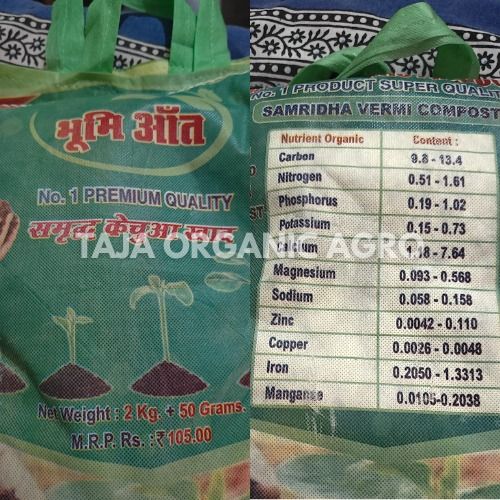 भूमि आँत
No. 1 PREMIUM QUALITY
समृद्ध केंचुआ खाद
Net Weight : 2 Kg. + 50 Grams.
M.R.P. Rs. : ₹105.00
TAJA ORGANIC AGRO
No. 1 PRODUCT SUPER QUALIT
SAMRIDHA VERMI COMPOST
Nutrient Organic Content :
Carbon 9.8 - 13.4
Nitrogen 0.51 - 1.61
Phosphorus 0.19 - 1.02
Potassium 0.15 - 0.73
Calcium 18 - 7.64
Magnesium 0.093 - 0.568
Sodium 0.058 - 0.158
Zinc 0.0042 - 0.110
Copper 0.0026 - 0.0048
Iron 0.2050 - 1.3313
Manganse 0.0105-0.2038